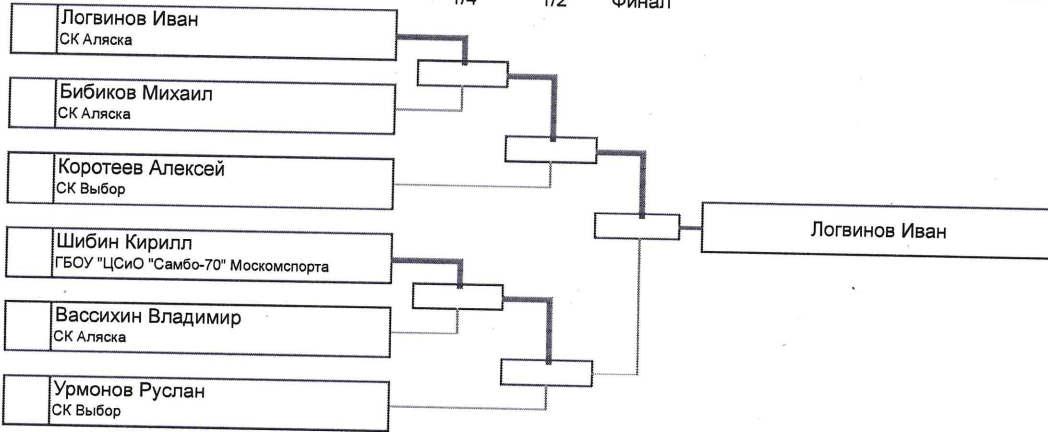 1/4 1/2 Финал
Логвинов Иван
СК Аляска
Бибиков Михаил
СК Аляска
Коротеев Алексей
СК Выбор
Шибин Кирилл
ГБОУ "ЦСиО "Самбо-70" Москомспорта
Вассихин Владимир
СК Аляска
Урмонов Руслан
СК Выбор
Логвинов Иван